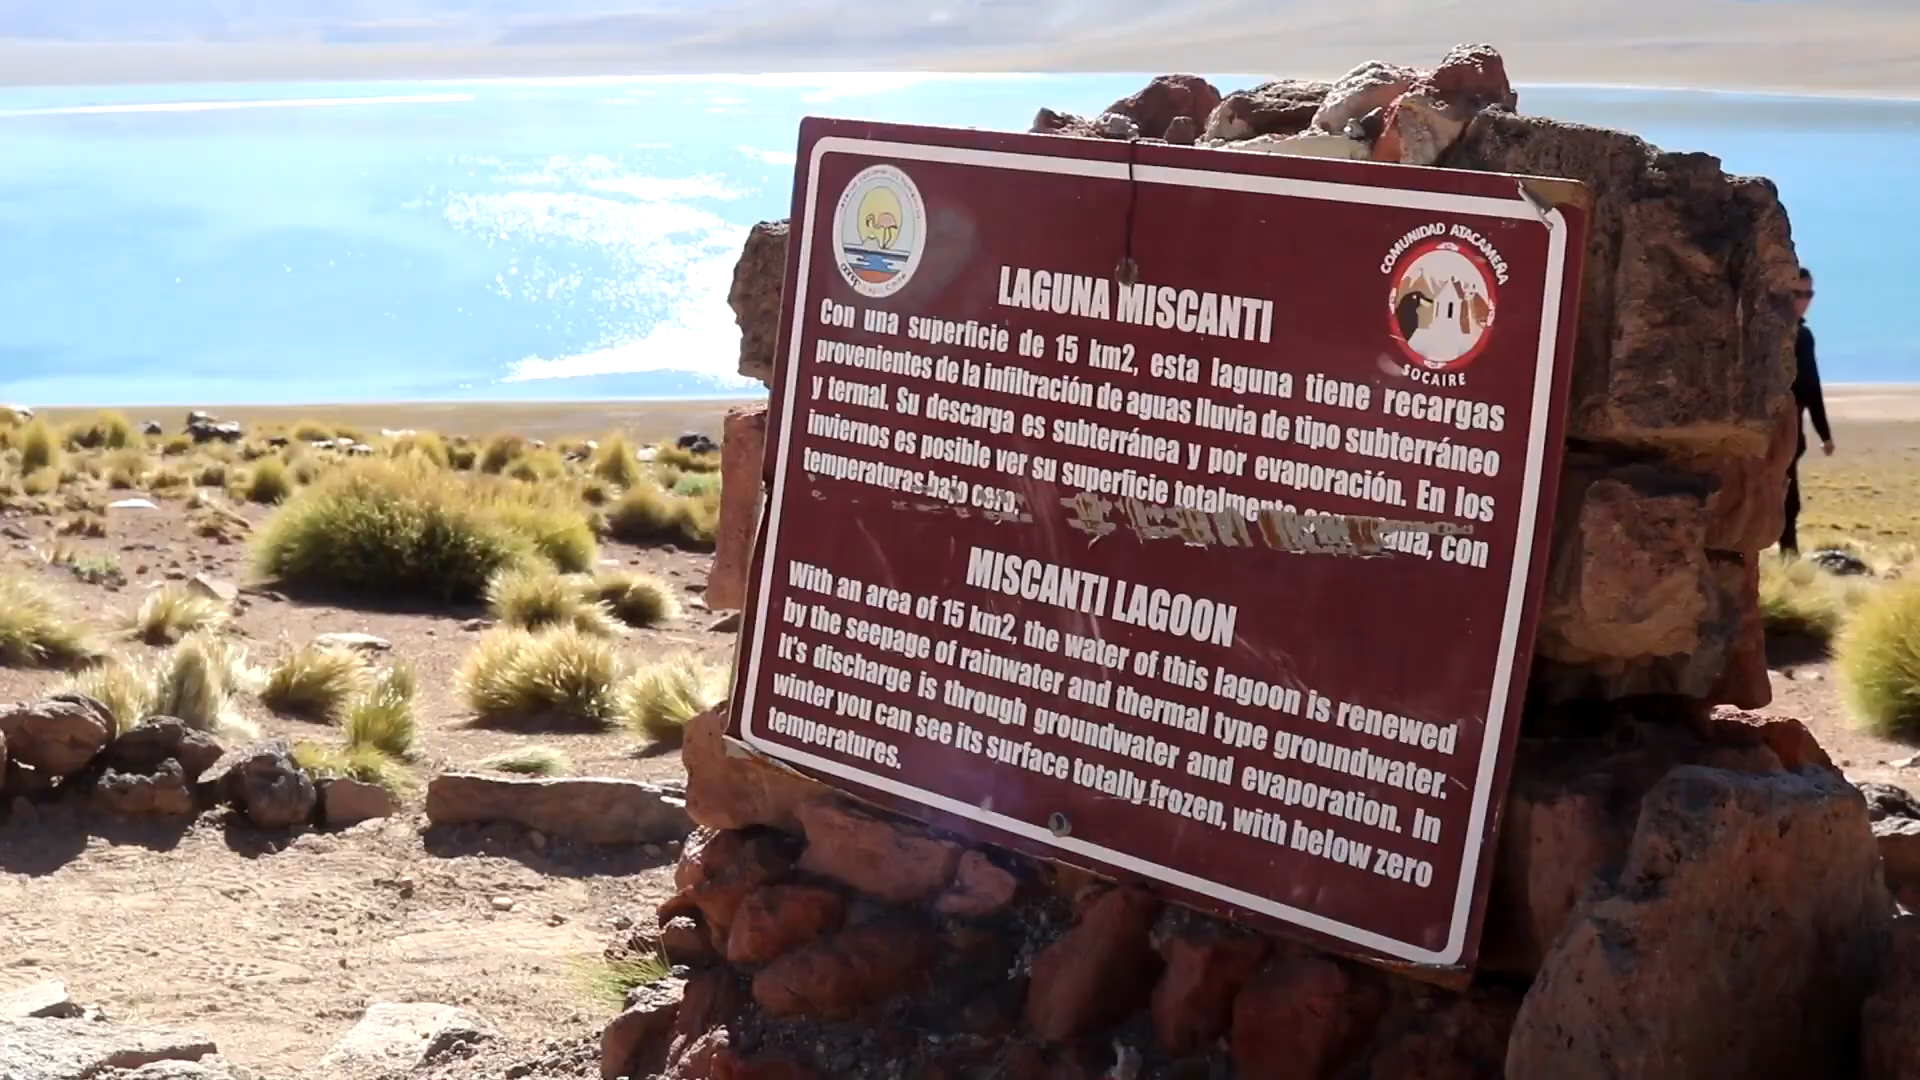 COMUNIDAD ATACAMEÑA
SOCAIRE
LAGUNA MISCANTI
Con una superficie de 15 km2, esta laguna tiene recargas
provenientes de la infiltración de aguas lluvia de tipo subterráneo
y termal. Su descarga es subterránea y por evaporación. En los
inviernos es posible ver su superficie totalmente con
temperaturas bajo cero.
MISCANTI LAGOON
With an area of 15 km2, the water of this lagoon is renewed
by the seepage of rainwater and thermal type groundwater.
It's discharge is through groundwater and evaporation. In
winter you can see its surface totally frozen, with below zero
temperatures.